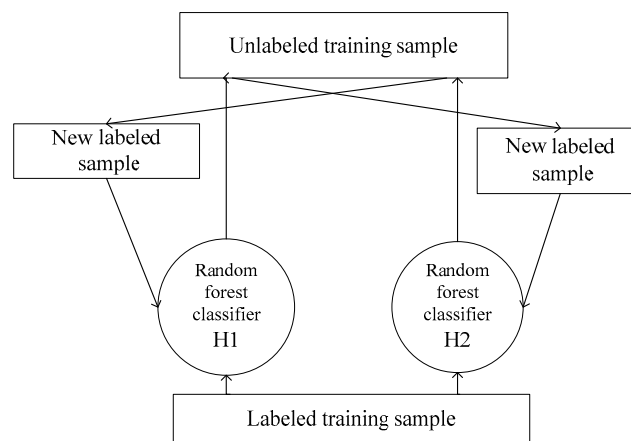 Unlabeled training sample
New labeled
sample
New labeled
sample
Random
forest
classifier
H1
Random
forest
classifier
H2
Labeled training sample